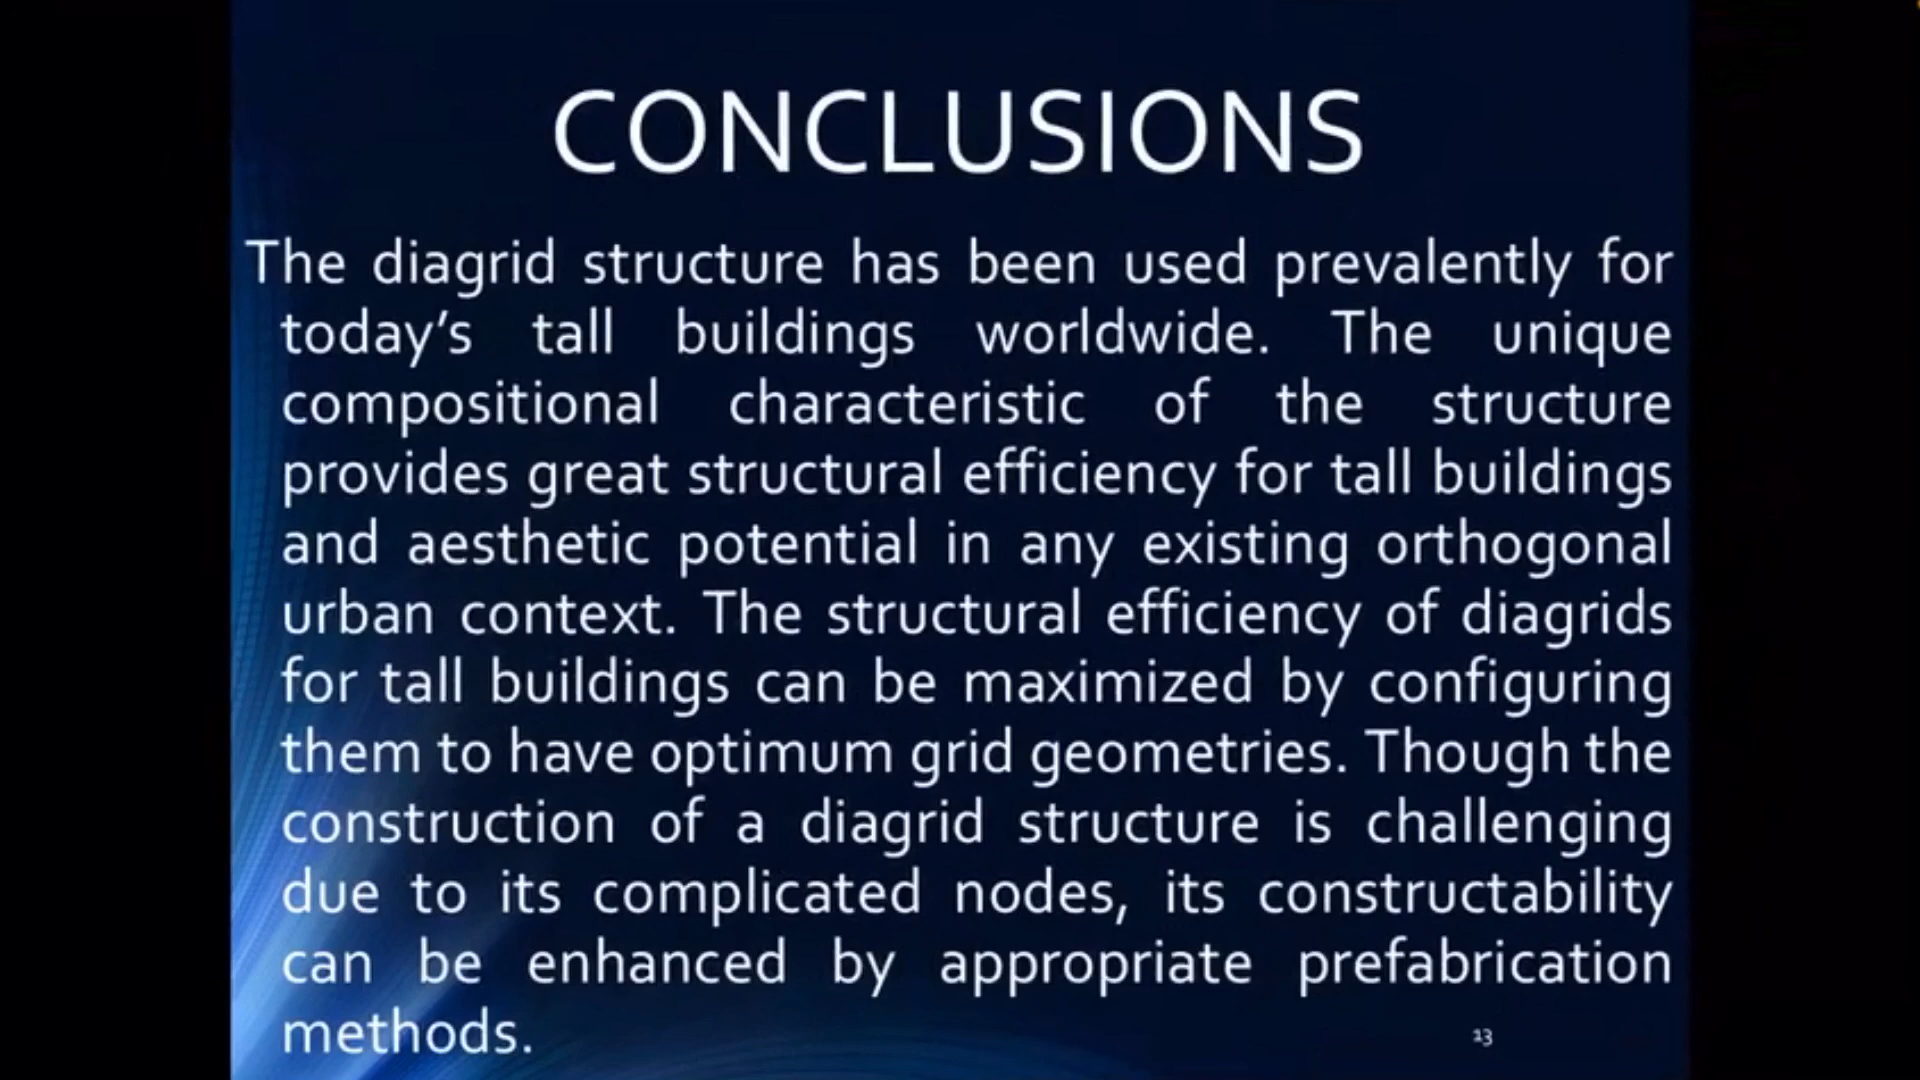 CONCLUSIONS
The diagrid structure has been used prevalently for
today's tall buildings worldwide. The unique
compositional characteristic of the structure
provides great structural efficiency for tall buildings
and aesthetic potential in any existing orthogonal
urban context. The structural efficiency of diagrids
for tall buildings can be maximized by configuring
them to have optimum grid geometries. Though the
construction of a diagrid structure is challenging
due to its complicated nodes, its constructability
can be enhanced by appropriate prefabrication
methods.
13